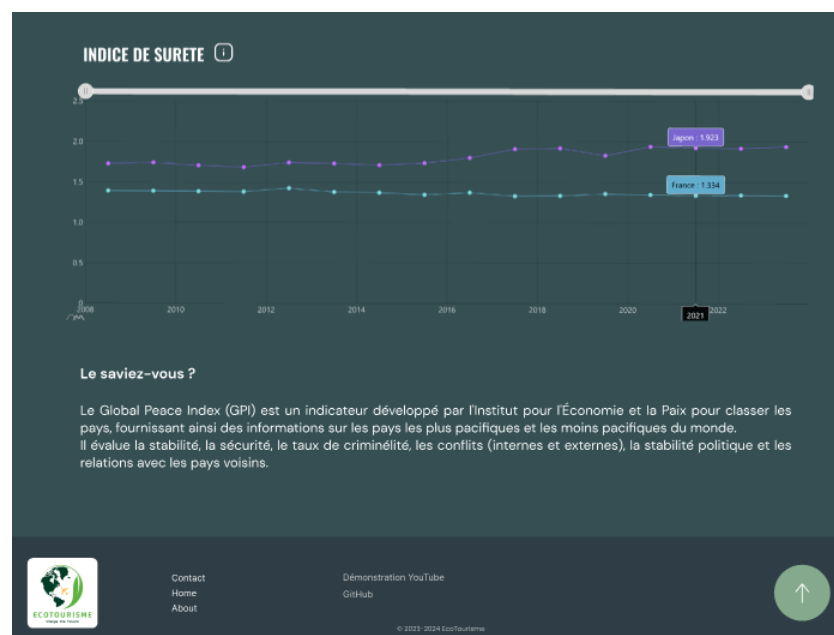 INDICE DE SURETE
2.5
2.0
Japon : 1.923
1.5
France : 1.334
1.0
0.5
0
2008 2010 2012 2014 2016 2018 2020 2021 2022
Le saviez-vous ?
Le Global Peace Index (GPI) est un indicateur développé par l'Institut pour l'Économie et la Paix pour classer les
pays, fournissant ainsi des informations sur les pays les plus pacifiques et les moins pacifiques du monde.
Il évalue la stabilité, la sécurité, le taux de criminélité, les conflits (internes et externes), la stabilité politique et les
relations avec les pays voisins.
ECOTOURISME
Contact
Home
About
Démonstration YouTube
GitHub
© 2023-2024 EcoTourisme